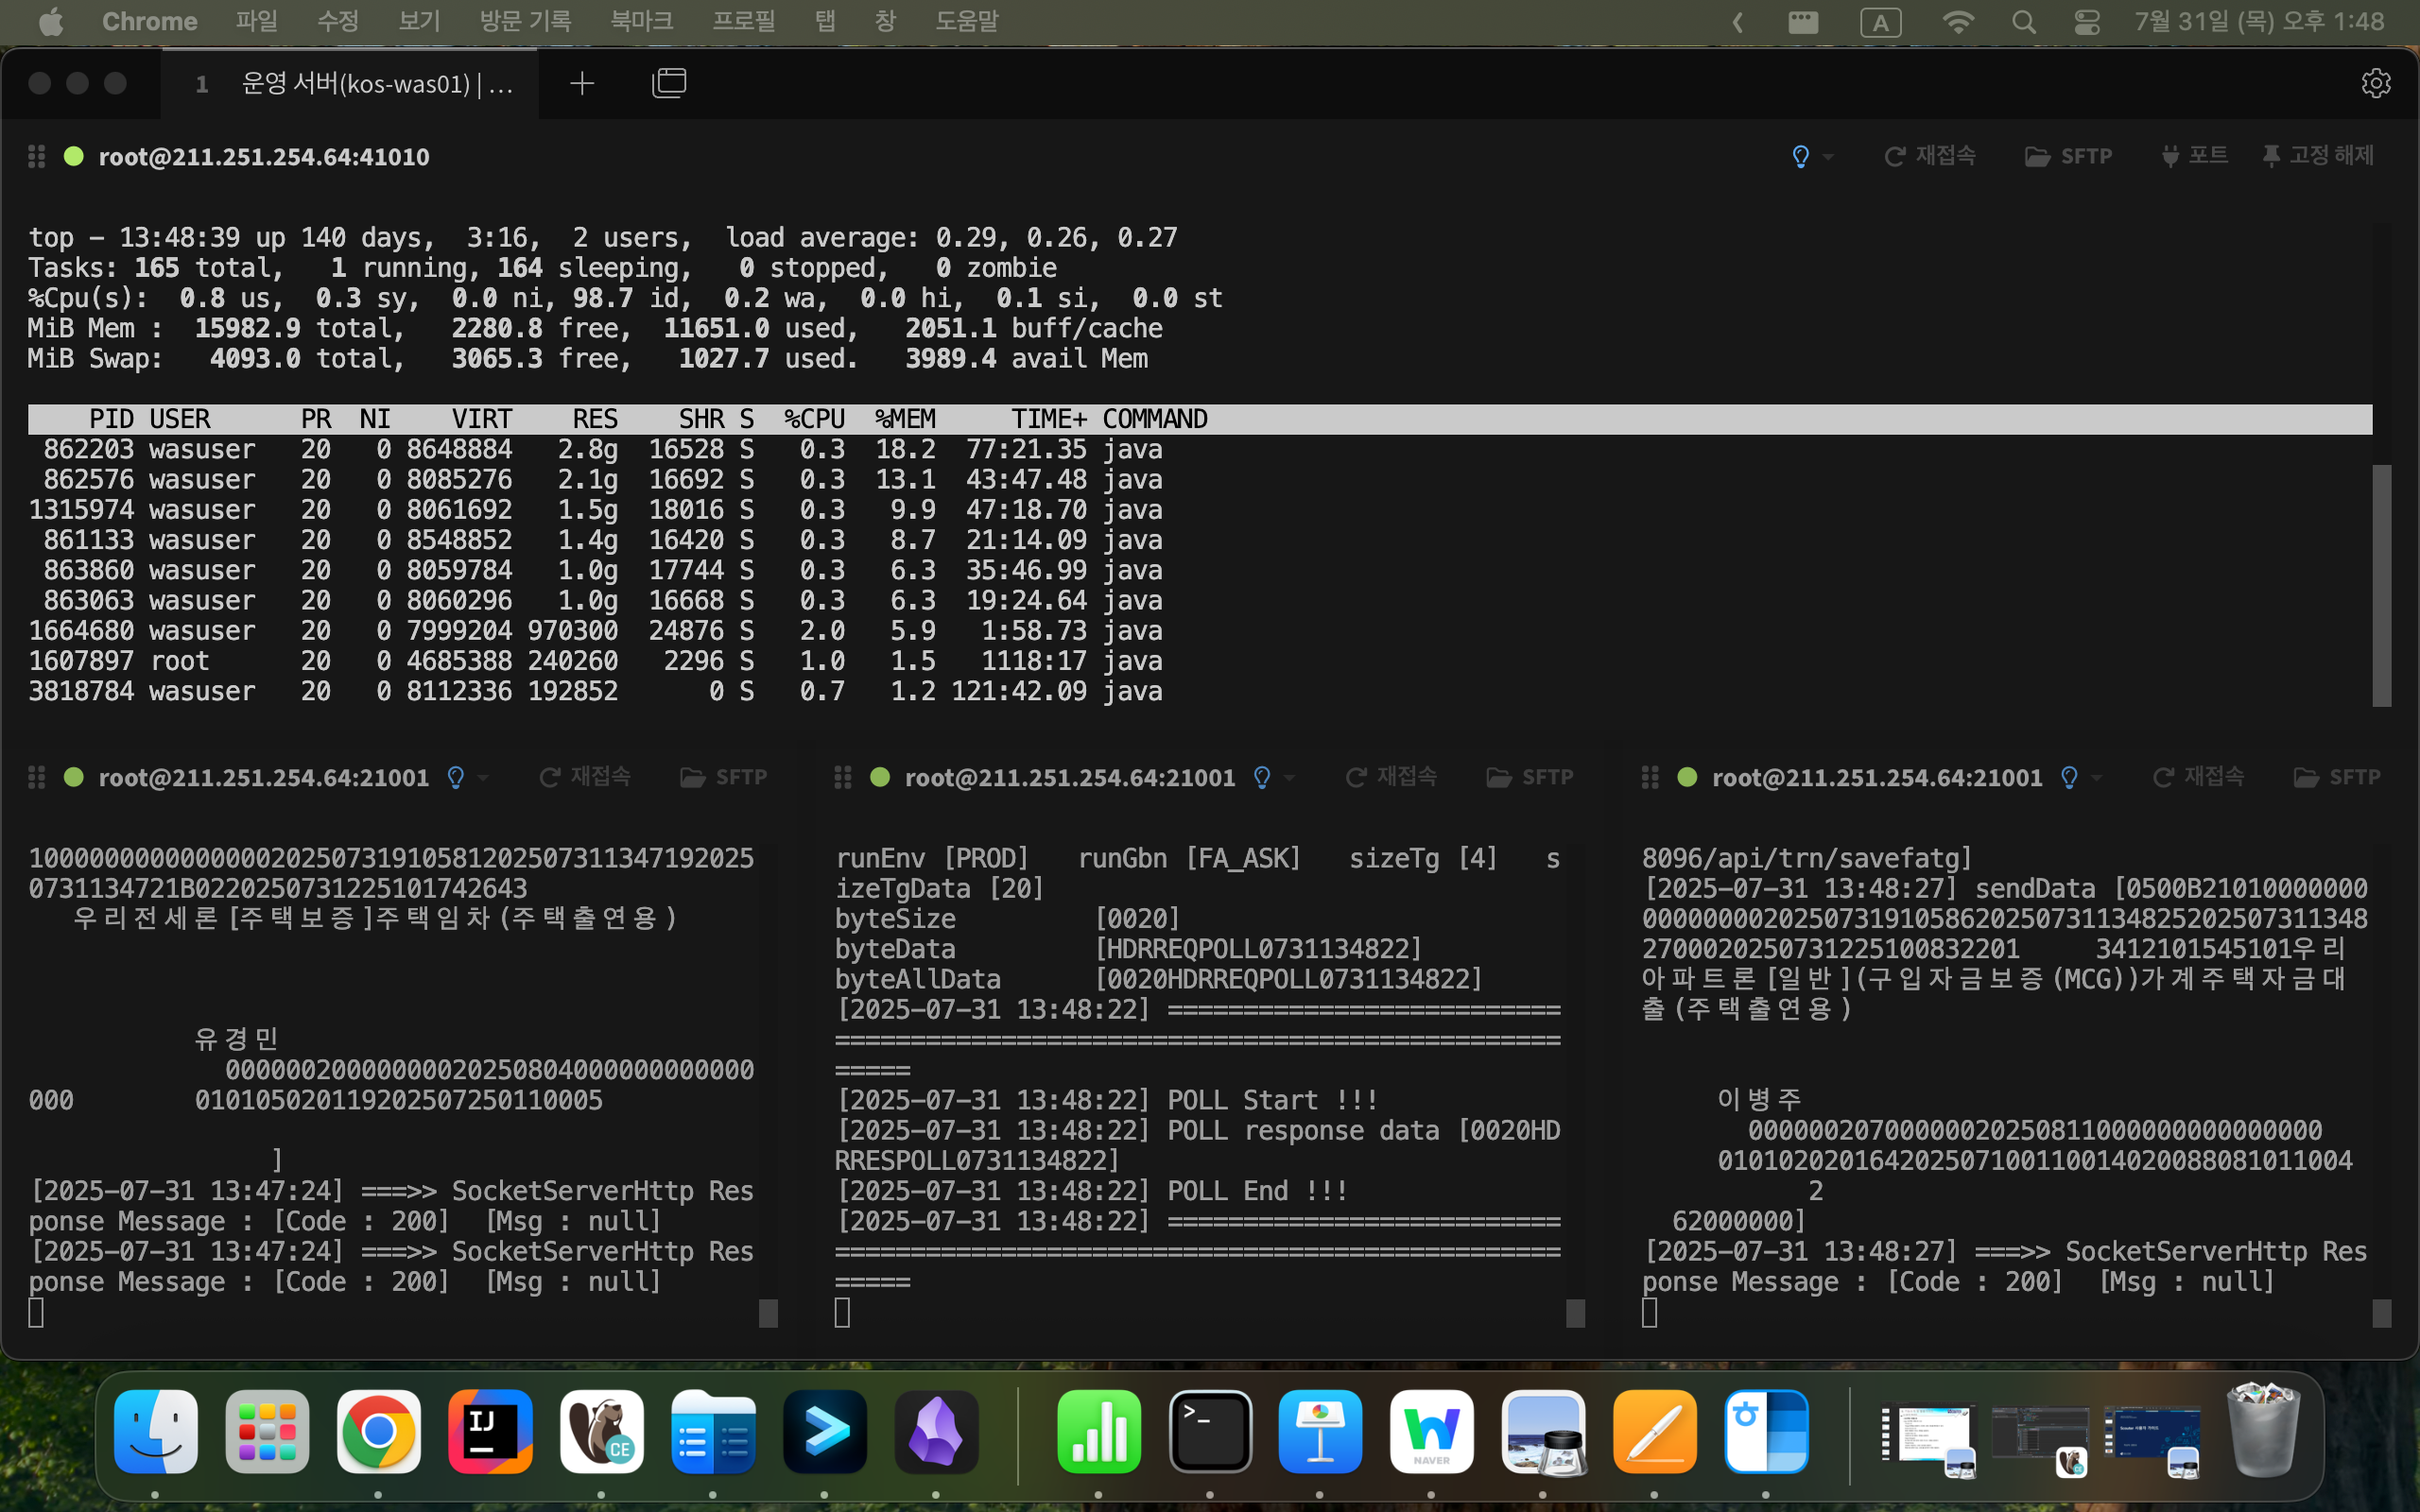 Chrome 파일 수정 보기 방문 기록 북마크 프로필 탭 창 도움말 A 7월 31일 (목) 오후 1:48
1 운영 서버(kos-was01) | ...
root@211.251.254.64:41010 재접속 SFTP 포트 고정 해제
top - 13:48:39 up 140 days, 3:16, 2 users, load average: 0.29, 0.26, 0.27
Tasks: 165 total, 1 running, 164 sleeping, 0 stopped, 0 zombie
%Cpu(s): 0.8 us, 0.3 sy, 0.0 ni, 98.7 id, 0.2 wa, 0.0 hi, 0.1 si, 0.0 st
MiB Mem : 15982.9 total, 2280.8 free, 11651.0 used, 2051.1 buff/cache
MiB Swap: 4093.0 total, 3065.3 free, 1027.7 used. 3989.4 avail Mem
PID USER PR NI VIRT RES SHR S %CPU %MEM TIME+ COMMAND
862203 wasuser 20 0 8648884 2.8g 16528 S 0.3 18.2 77:21.35 java
862576 wasuser 20 0 8085276 2.1g 16692 S 0.3 13.1 43:47.48 java
1315974 wasuser 20 0 8061692 1.5g 18016 S 0.3 9.9 47:18.70 java
861133 wasuser 20 0 8548852 1.4g 16420 S 0.3 8.7 21:14.09 java
863860 wasuser 20 0 8059784 1.0g 17744 S 0.3 6.3 35:46.99 java
863063 wasuser 20 0 8060296 1.0g 16668 S 0.3 6.3 19:24.64 java
1664680 wasuser 20 0 7999204 970300 24876 S 2.0 5.9 1:58.73 java
1607897 root 20 0 4685388 240260 2296 S 1.0 1.5 1118:17 java
3818784 wasuser 20 0 8112336 192852 0 S 0.7 1.2 121:42.09 java
root@211.251.254.64:21001 재접속 SFTP
100000000000000020250731910581202507311347192025
0731134721B0220250731225101742643
우리전세론 [주택보증]주택임차(주택출연용)
유경민
00000020000000020250804000000000000
000 010105020119202507250110005
]
[2025-07-31 13:47:24] ===>> SocketServerHttp Res
ponse Message : [Code : 200] [Msg : null]
[2025-07-31 13:47:24] ===>> SocketServerHttp Res
ponse Message : [Code : 200] [Msg : null]
root@211.251.254.64:21001 재접속 SFTP
runEnv [PROD] runGbn [FA_ASK] sizeTg [4] s
izeTgData [20]
byteSize [0020]
byteData [HDRREQPOLL0731134822]
byteAllData [0020HDRREQPOLL0731134822]
[2025-07-31 13:48:22] ==========================
================================================
=====
[2025-07-31 13:48:22] POLL Start !!!
[2025-07-31 13:48:22] POLL response data [0020HD
RRESPOLL0731134822]
[2025-07-31 13:48:22] POLL End !!!
[2025-07-31 13:48:22] ==========================
================================================
=====
root@211.251.254.64:21001 재접속 SFTP
8096/api/trn/savefatg]
[2025-07-31 13:48:27] sendData [0500B21010000000
000000002025073191058620250731134825202507311348
2700020250731225100832201 3412101545101우리
아파트론 [일반](구입자금보증(MCG))가계주택자금대
출(주택출연용)
이병주
00000020700000020250811000000000000000
010102020164202507100110014020088081011004
2
62000000]
[2025-07-31 13:48:27] ===>> SocketServerHttp Res
ponse Message : [Code : 200] [Msg : null]
IJ
CE
NAVER